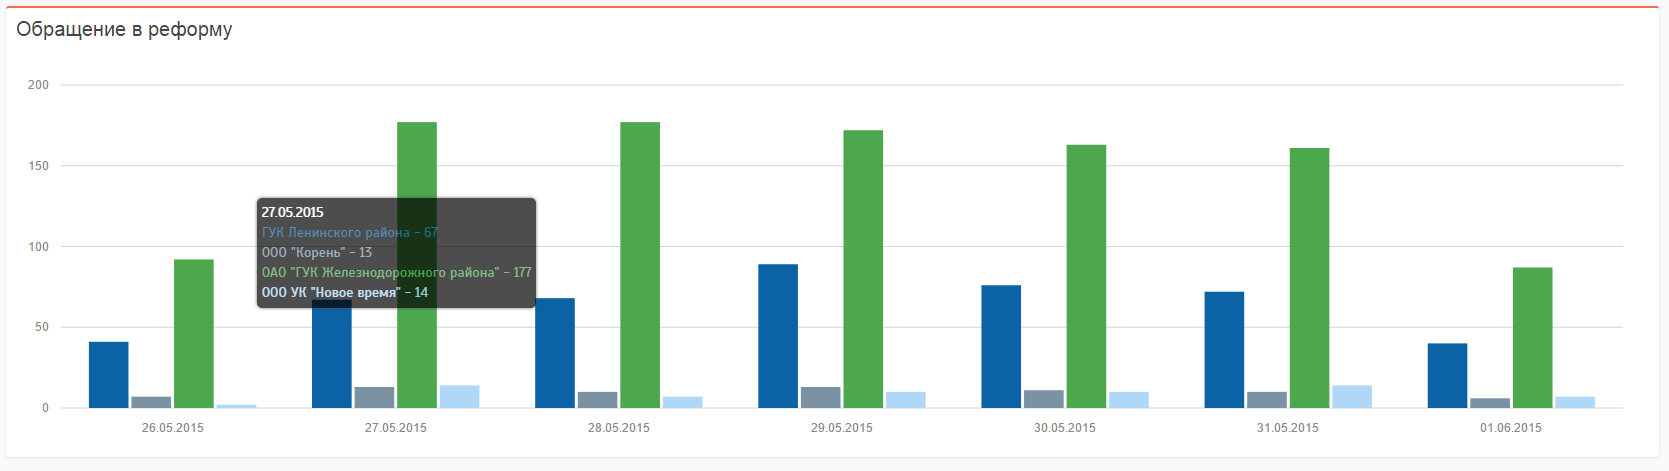 Обращение в реформу
200
150
100
50
0
27.05.2015
ГУК Ленинского района - 67
ООО "Корень" - 13
ОАО "ГУК Железнодорожного района" - 177
ООО УК "Новое время" - 14
26.05.2015
27.05.2015
28.05.2015
29.05.2015
30.05.2015
31.05.2015
01.06.2015